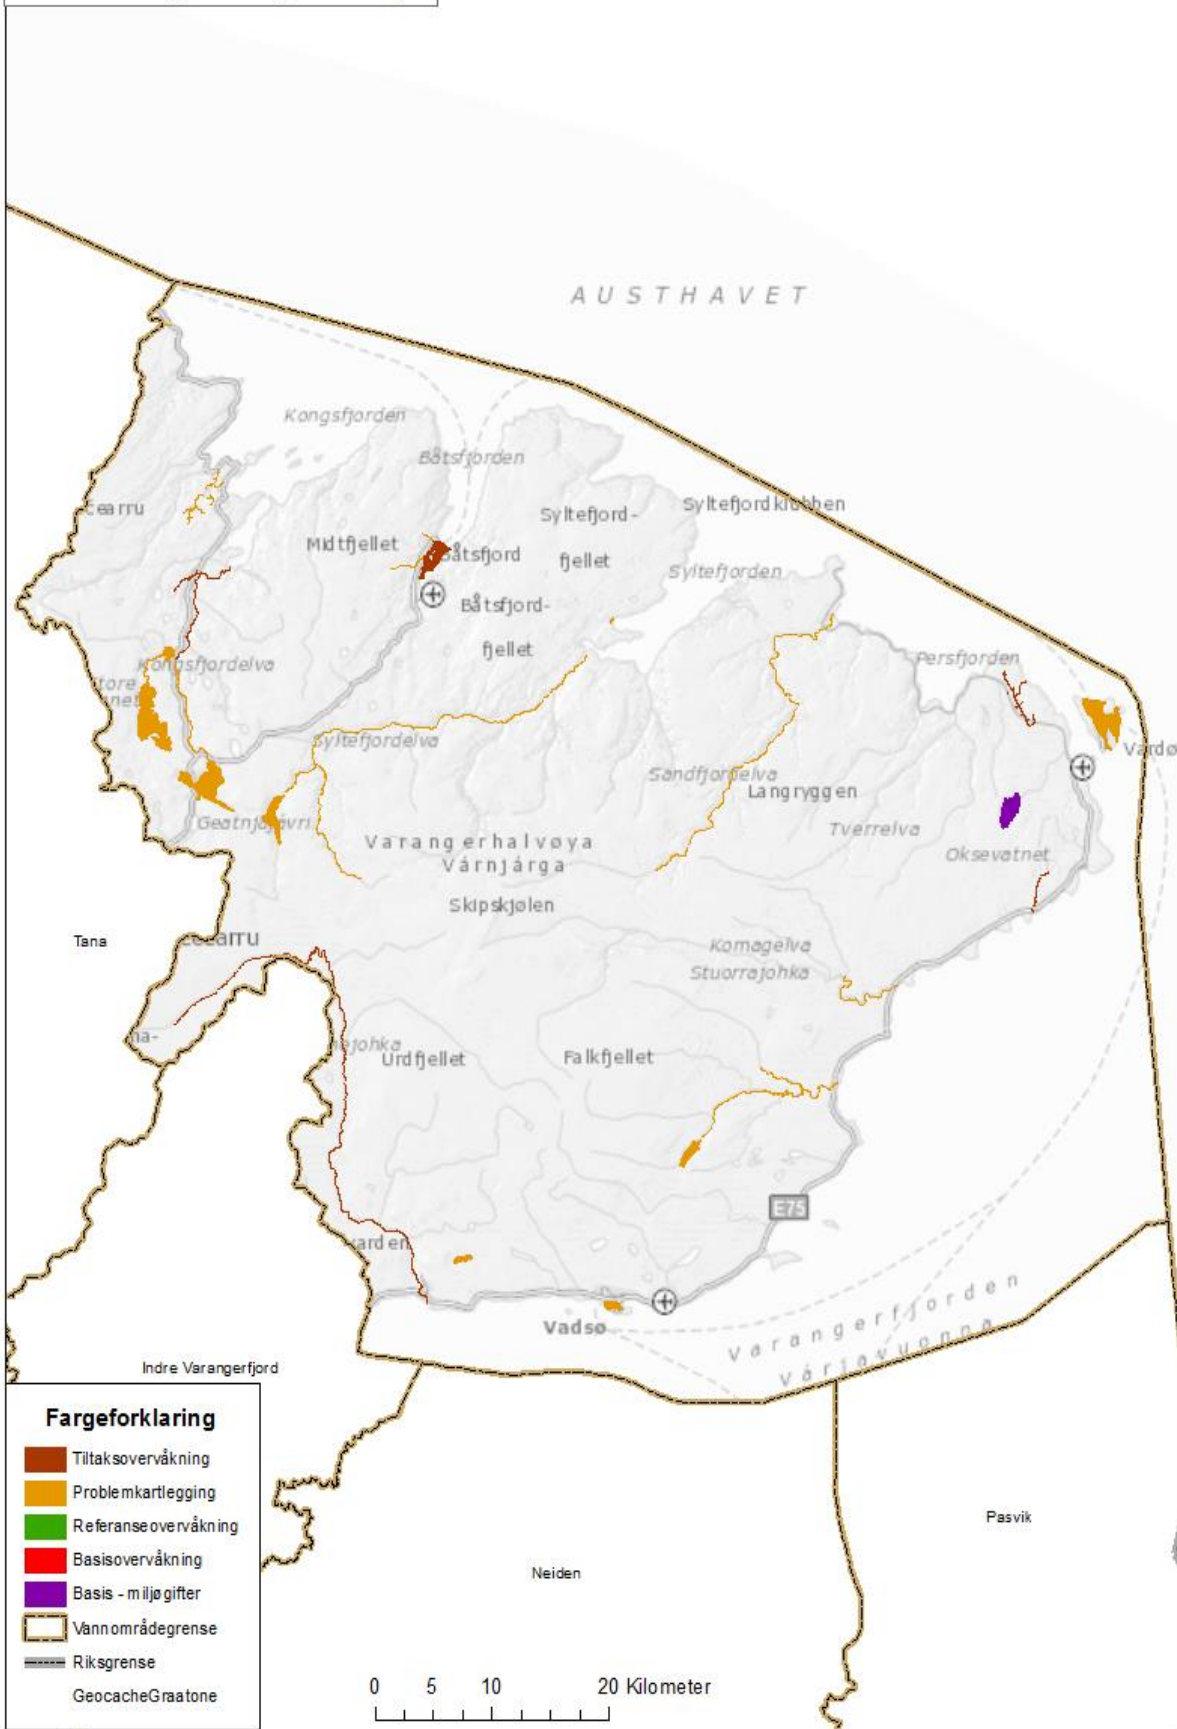 AUSTHAVET
Kongsfjorden
Båtsfjorden
Syltefjordklubben
Syltefjord-
fjellet
Midtfjellet
Båtsfjord
Syltefjorden
Båtsfjord-
fjellet
Kongsfjordelva
Persfjorden
Vardø
Syltefjordelva
Sandfjordelva
Langryggen
Geatnjajávri
Tverrelva
Varangerhalvøya
Várnjárga
Oksevatnet
Skipskjølen
Tana
Komagelva
Stuorrajohka
Urdfjellet
Falkfjellet
E75
Vadsø
Varangerfjorden
Várjavuonna
Indre Varangerfjord
Fargeforklaring
Tiltaksovervåkning
Problemkartlegging
Referanseovervåkning
Basisovervåkning
Basis - miljøgifter
Vannområdegrense
Riksgrense
GeocacheGraatone
Pasvik
Neiden
0 5 10 20 Kilometer